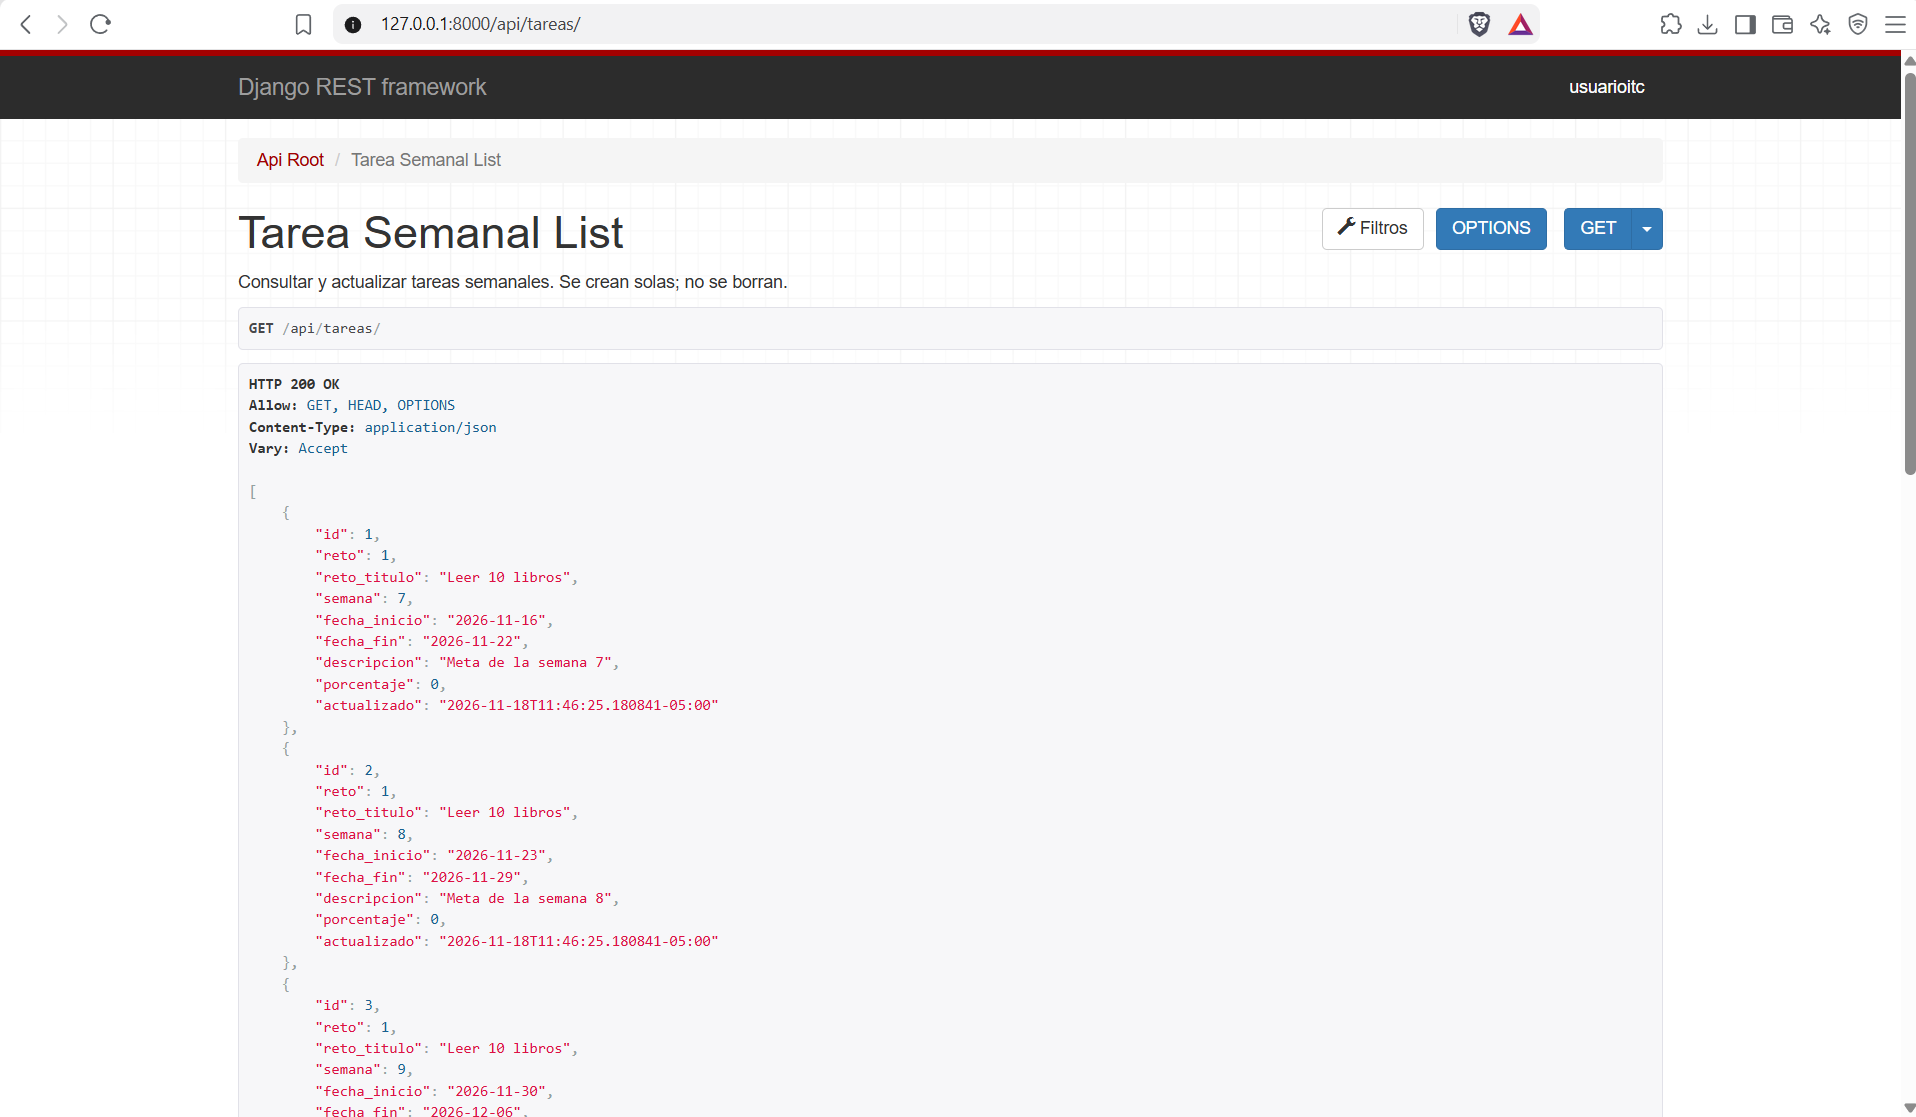 127.0.0.1:8000/api/tareas/
Django REST framework
usuarioitc
Api Root / Tarea Semanal List
Tarea Semanal List
Filtros
OPTIONS
GET
Consultar y actualizar tareas semanales. Se crean solas; no se borran.
GET /api/tareas/
HTTP 200 OK
Allow: GET, HEAD, OPTIONS
Content-Type: application/json
Vary: Accept
[
{
"id": 1,
"reto": 1,
"reto_titulo": "Leer 10 libros",
"semana": 7,
"fecha_inicio": "2026-11-16",
"fecha_fin": "2026-11-22",
"descripcion": "Meta de la semana 7",
"porcentaje": 0,
"actualizado": "2026-11-18T11:46:25.180841-05:00"
},
{
"id": 2,
"reto": 1,
"reto_titulo": "Leer 10 libros",
"semana": 8,
"fecha_inicio": "2026-11-23",
"fecha_fin": "2026-11-29",
"descripcion": "Meta de la semana 8",
"porcentaje": 0,
"actualizado": "2026-11-18T11:46:25.180841-05:00"
},
{
"id": 3,
"reto": 1,
"reto_titulo": "Leer 10 libros",
"semana": 9,
"fecha_inicio": "2026-11-30",
"fecha_fin": "2026-12-06",